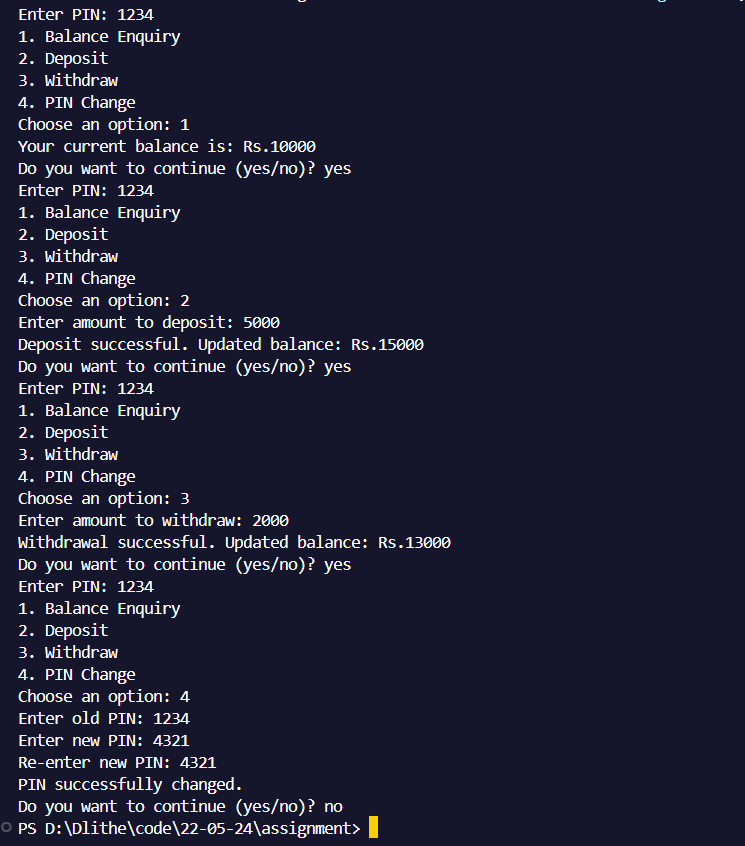 Enter PIN: 1234
1. Balance Enquiry
2. Deposit
3. Withdraw
4. PIN Change
Choose an option: 1
Your current balance is: Rs.10000
Do you want to continue (yes/no)? yes
Enter PIN: 1234
1. Balance Enquiry
2. Deposit
3. Withdraw
4. PIN Change
Choose an option: 2
Enter amount to deposit: 5000
Deposit successful. Updated balance: Rs.15000
Do you want to continue (yes/no)? yes
Enter PIN: 1234
1. Balance Enquiry
2. Deposit
3. Withdraw
4. PIN Change
Choose an option: 3
Enter amount to withdraw: 2000
Withdrawal successful. Updated balance: Rs.13000
Do you want to continue (yes/no)? yes
Enter PIN: 1234
1. Balance Enquiry
2. Deposit
3. Withdraw
4. PIN Change
Choose an option: 4
Enter old PIN: 1234
Enter new PIN: 4321
Re-enter new PIN: 4321
PIN successfully changed.
Do you want to continue (yes/no)? no
PS D:\Dlithe\code\22-05-24\assignment>